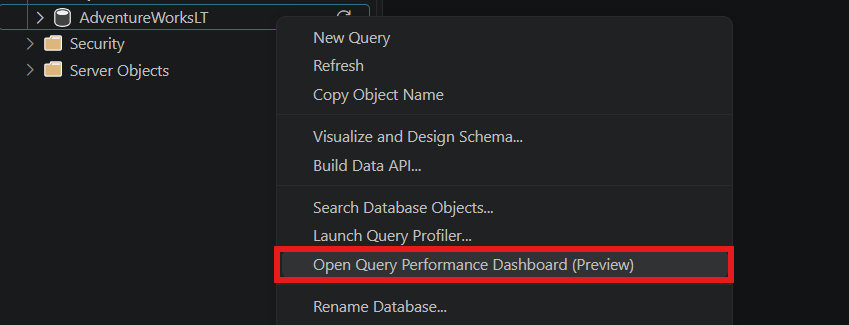 AdventureWorksLT
Security
Server Objects
New Query
Refresh
Copy Object Name
Visualize and Design Schema...
Build Data API...
Search Database Objects...
Launch Query Profiler...
Open Query Performance Dashboard (Preview)
Rename Database...